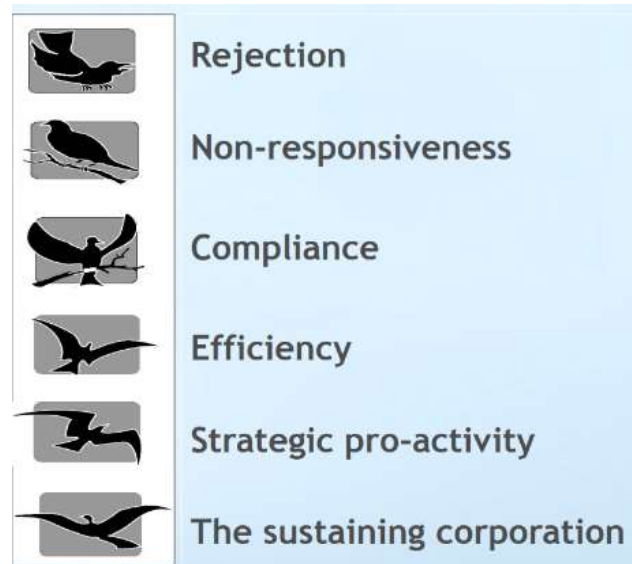 Rejection
Non-responsiveness
Compliance
Efficiency
Strategic pro-activity
The sustaining corporation